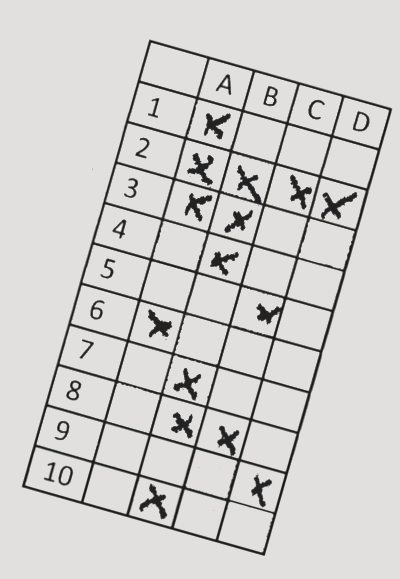 A B C D
1 X
2 X X X X
3 X X
4 X
5 X
6 X
7 X
8 X X
9 X
10 X